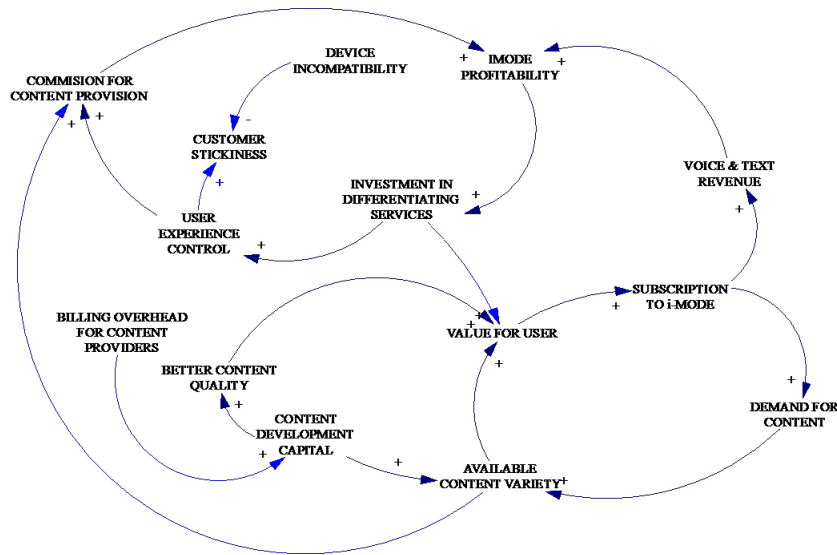 DEVICE
INCOMPATIBILITY
IMODE
PROFITABILITY
+
+
COMMISION FOR
CONTENT PROVISION
+
+
-
CUSTOMER
STICKINESS
+
VOICE & TEXT
REVENUE
+
INVESTMENT IN
DIFFERENTIATING
SERVICES
+
USER
EXPERIENCE
CONTROL
+
SUBSCRIPTION
TO i-MODE
+
BILLING OVERHEAD
FOR CONTENT
PROVIDERS
VALUE FOR USER
+
+
+
BETTER CONTENT
QUALITY
+
DEMAND FOR
CONTENT
+
CONTENT
DEVELOPMENT
CAPITAL
+
AVAILABLE
CONTENT VARIETY
+
+